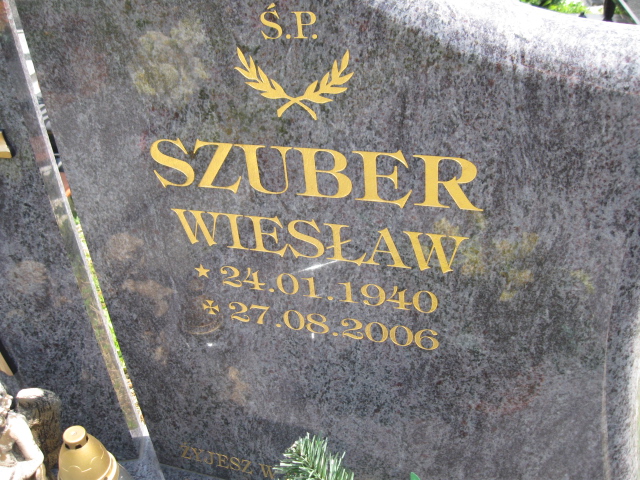 Ś.P.
SZUBER
WIESŁAW
24.01.1940
27.08.2006
ŻYJESZ W